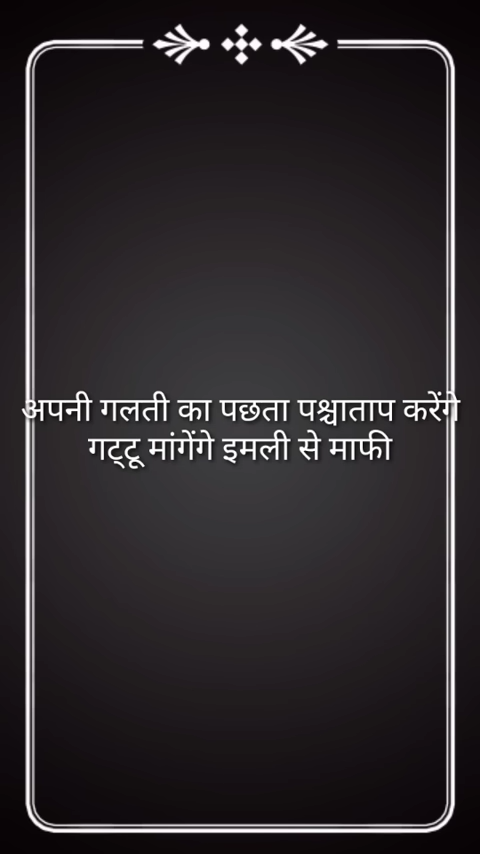 अपनी गलती का पछता पश्चाताप करेंगे
गट्टू मांगेंगे इमली से माफी